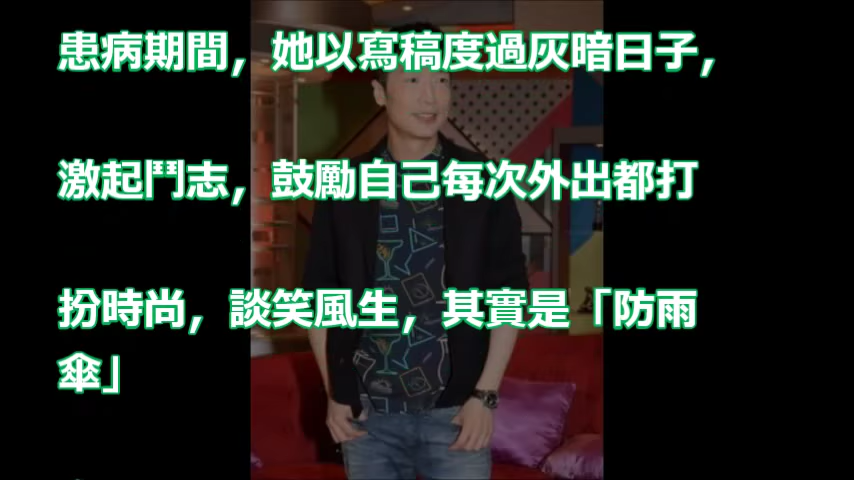 患病期間，她以寫稿度過灰暗日子，
激起鬥志，鼓勵自己每次外出都打
扮時尚，談笑風生，其實是「防雨
傘」